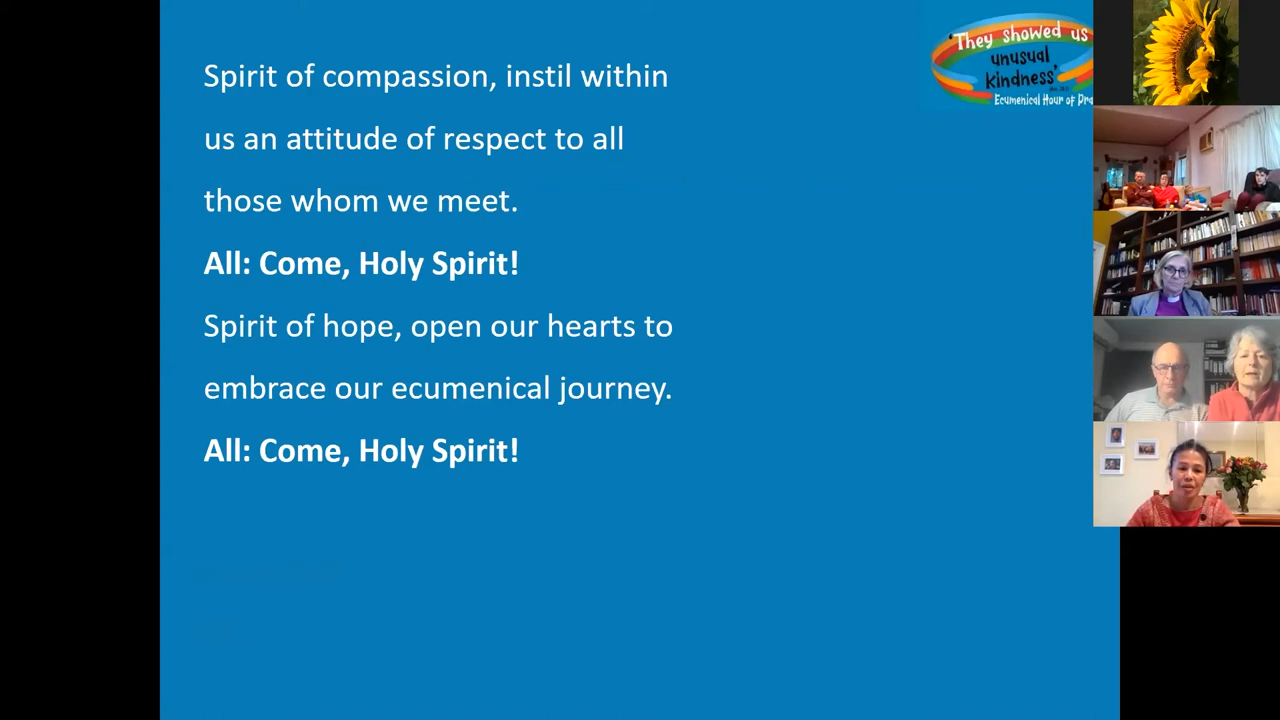 Spirit of compassion, instil within
us an attitude of respect to all
those whom we meet.
All: Come, Holy Spirit!
Spirit of hope, open our hearts to
embrace our ecumenical journey.
All: Come, Holy Spirit!
'They showed us
unusual
kindness'
Ecumenical Hour of Pra